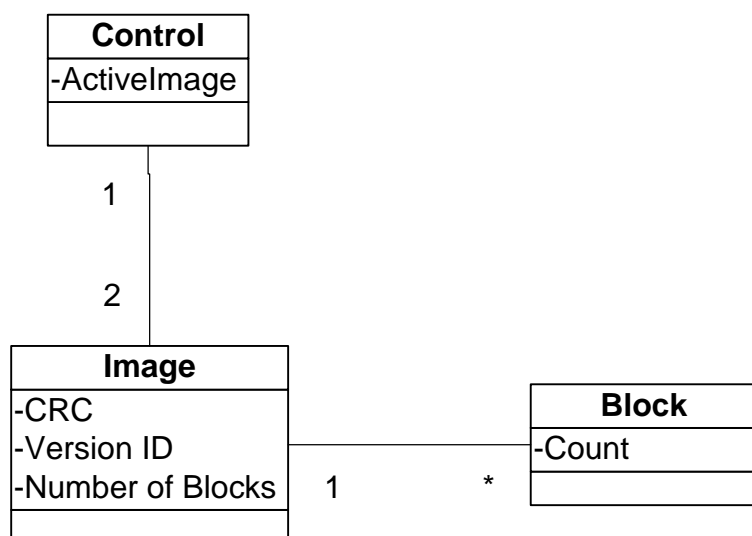 Control
-ActiveImage
1
2
Image
-CRC
-Version ID
-Number of Blocks
1
*
Block
-Count